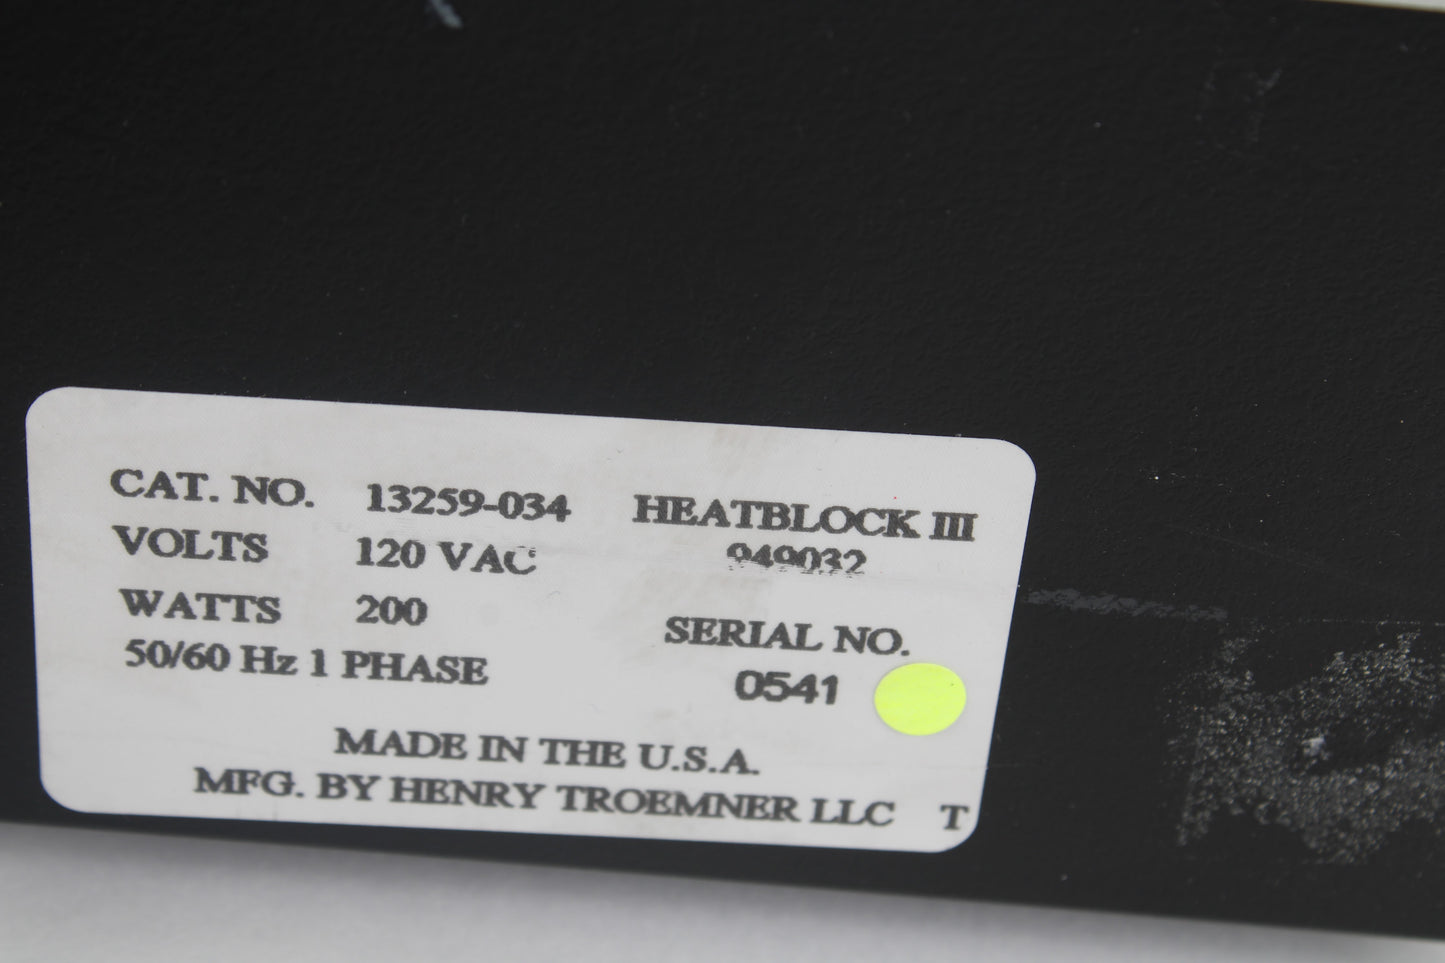 CAT. NO. 13259-034 HEATBLOCK III
VOLTS 120 VAC 949032
WATTS 200
SERIAL NO.
50/60 Hz 1 PHASE
0541
MADE IN THE U.S.A.
MFG. BY HENRY TROEMNER LLC T